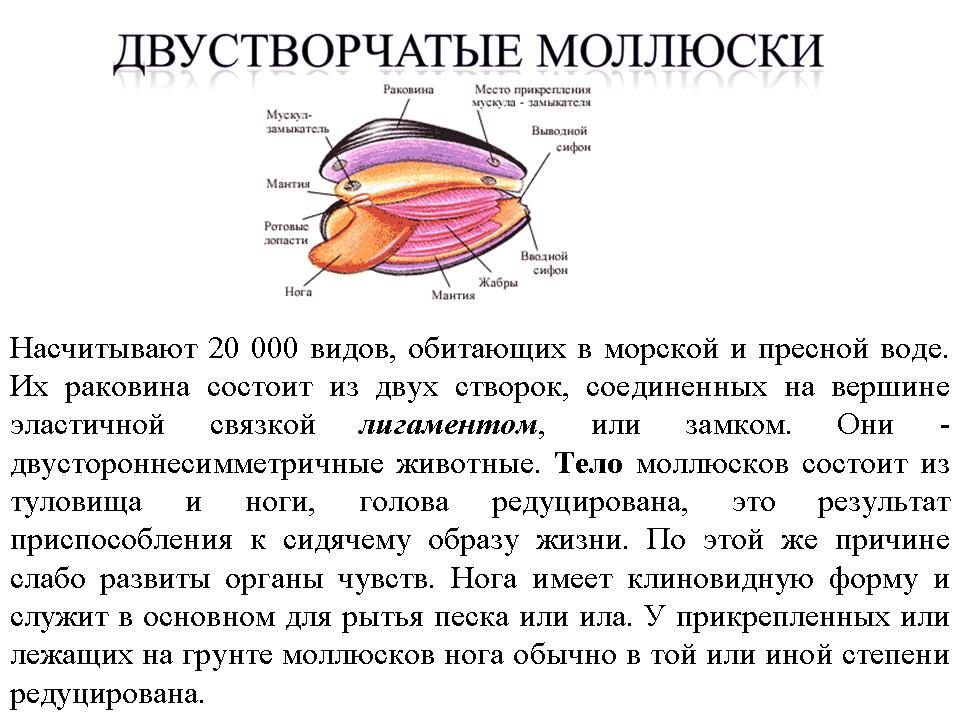 ДВУСТВОРЧАТЫЕ МОЛЛЮСКИ
Раковина
Место прикрепления
мускула - замыкателя
Мускул-
замыкатель
Выводной
сифон
Мантия
Ротовые
лопасти
Вводной
сифон
Нога
Жабры
Мантия
Насчитывают 20 000 видов, обитающих в морской и пресной воде.
Их раковина состоит из двух створок, соединенных на вершине
эластичной связкой лигаментом, или замком. Они -
двустороннесимметричные животные. Тело моллюсков состоит из
туловища и ноги, голова редуцирована, это результат
приспособления к сидячему образу жизни. По этой же причине
слабо развиты органы чувств. Нога имеет клиновидную форму и
служит в основном для рытья песка или ила. У прикрепленных или
лежащих на грунте моллюсков нога обычно в той или иной степени
редуцирована.